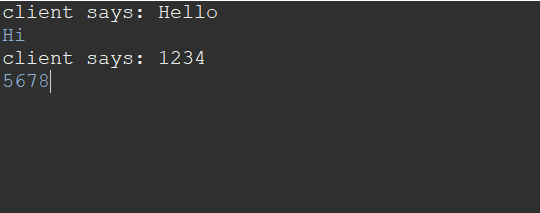 client says: Hello
Hi
client says: 1234
5678